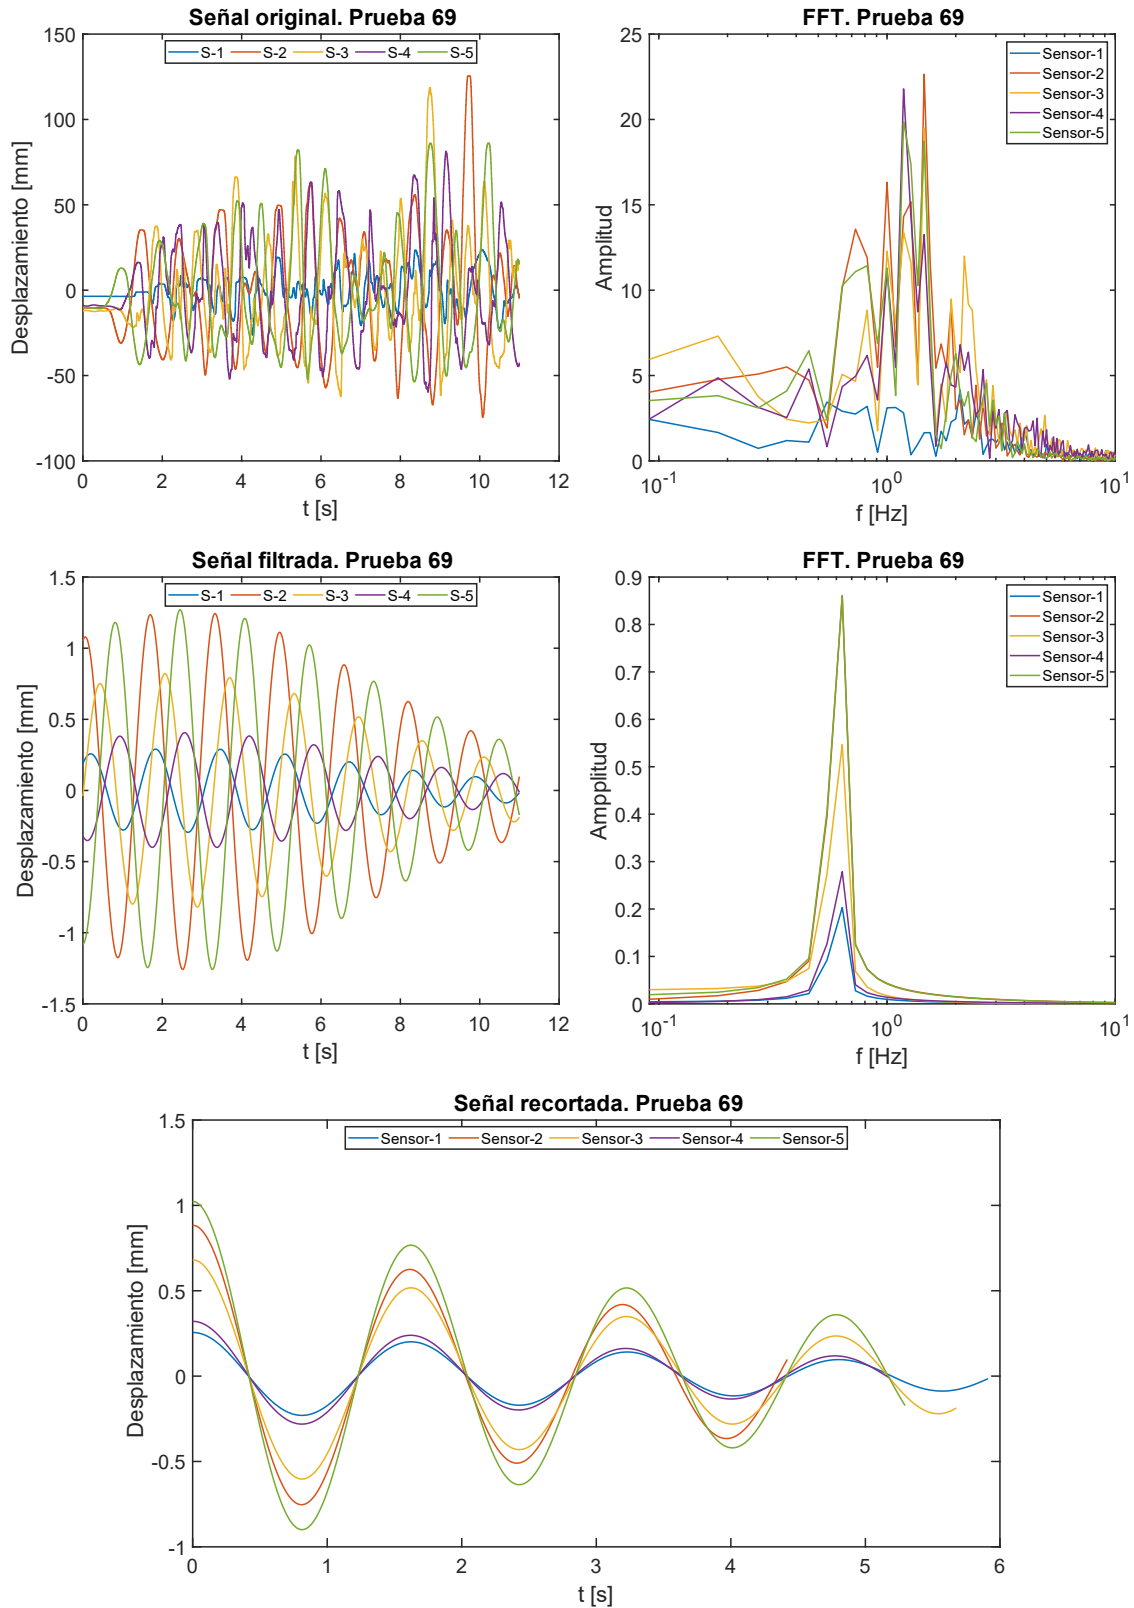 Señal original. Prueba 69
S-1 S-2 S-3 S-4 S-5
150
100
50
0
-50
-100
0 2 4 6 8 10 12
Desplazamiento [mm]
t [s]
FFT. Prueba 69
Sensor-1
Sensor-2
Sensor-3
Sensor-4
Sensor-5
25
20
15
10
5
0
10^-1 10^0 10^1
Amplitud
f [Hz]
Señal filtrada. Prueba 69
S-1 S-2 S-3 S-4 S-5
1.5
1
0.5
0
-0.5
-1
-1.5
0 2 4 6 8 10 12
Desplazamiento [mm]
t [s]
FFT. Prueba 69
Sensor-1
Sensor-2
Sensor-3
Sensor-4
Sensor-5
0.9
0.8
0.7
0.6
0.5
0.4
0.3
0.2
0.1
0
10^-1 10^0 10^1
Ampplitud
f [Hz]
Señal recortada. Prueba 69
Sensor-1 Sensor-2 Sensor-3 Sensor-4 Sensor-5
1.5
1
0.5
0
-0.5
-1
0 1 2 3 4 5 6
Desplazamiento [mm]
t [s]